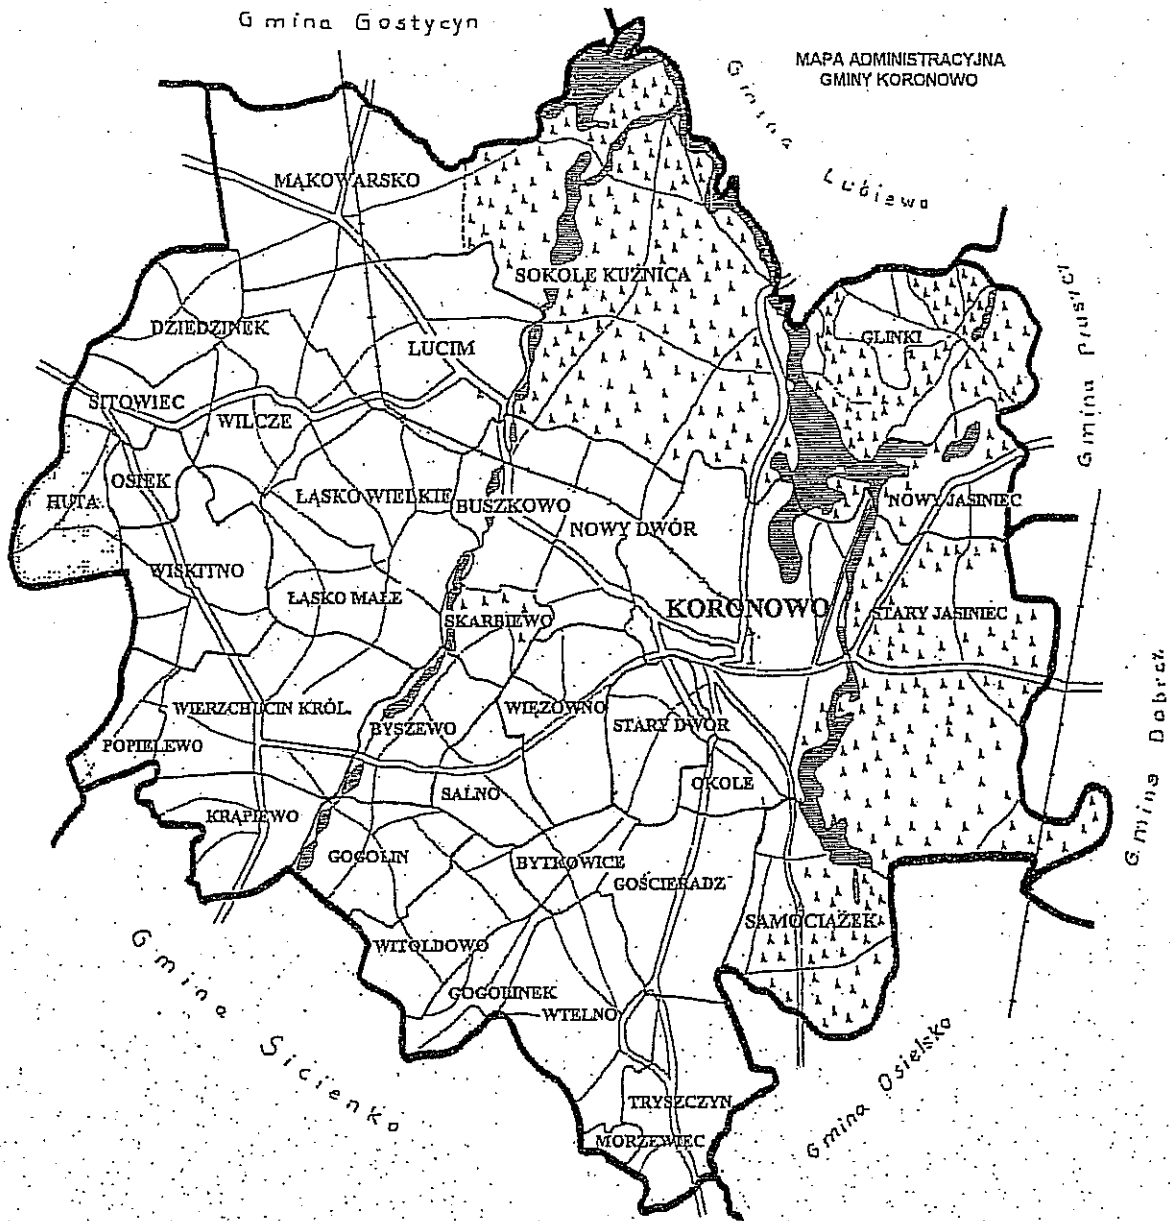 Gmina Gostycyn
MAPA ADMINISTRACYJNA
GMINY KORONOWO
Gmina Lubiewo
MĄKOWARSKO
SOKOLE KUŹNICA
Gmina Pruszcz
DZIEDZINEK
LUCIM
GLINKI
SITOWIEC
WILCZE
HUTA
OSIEK
ŁĄSKO WIELKIE
BUSZKOWO
NOWY DWÓR
NOWY JASINIEC
WISKITNO
ŁĄSKO MAŁE
SKARBIEWO
KORONOWO
STARY JASINIEC
WIERZCHUCIN KRÓL.
BYSZEWO
WIĘZOWNO
STARY DWÓR
POPIELEWO
Gmina Dobrcz
SALNO
OKOLE
KRĄPIEWO
GOGOLIN
BYTKOWICE
GOŚCIERADZ
SAMOCIĄŻEK
WITOLDOWO
GOGOLINEK
WTELNO
Gmina Sicienko
Gmina Osielsko
TRYSZCZYN
MORZEWIEC